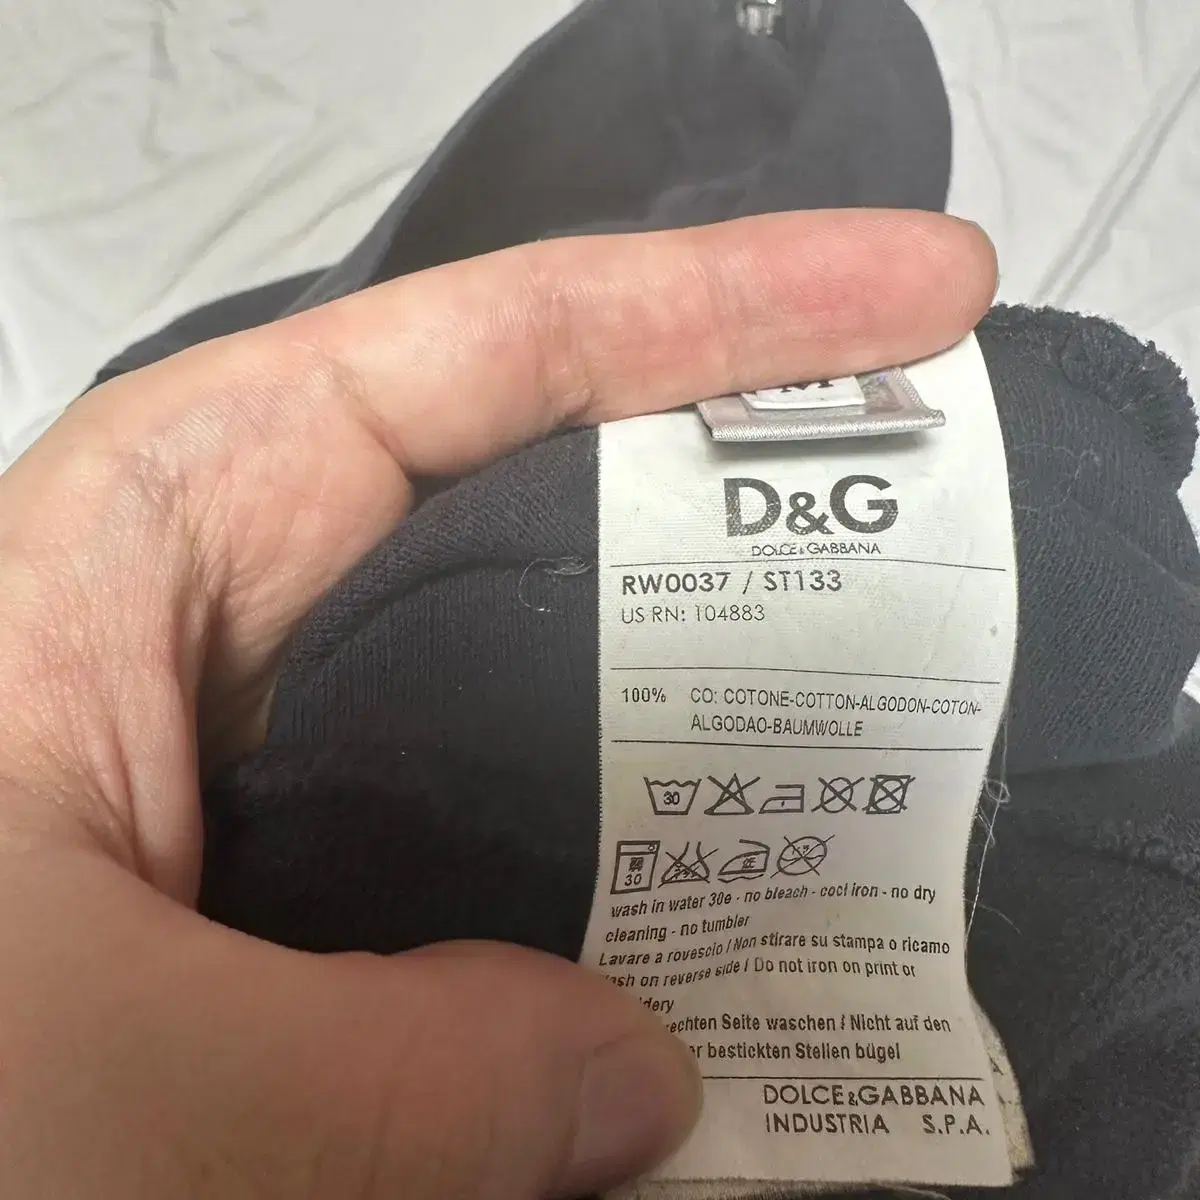 M
D&G
DOLCE & GABBANA
RW0037 / ST133
US RN: 104883
100% CO: COTONE-COTTON-ALGODON-COTON-
ALGODAO-BAUMWOLLE
30
30
wash in water 30e - no bleach - cool iron - no dry
cleaning - no tumbler
Lavare a rovescio / Non stirare su stampa o ricamo
on reverse side / Do not iron on print or
Seite waschen / Nicht auf den
bestickten Stellen bügel
DOLCE & GABBANA
INDUSTRIA S.P.A.